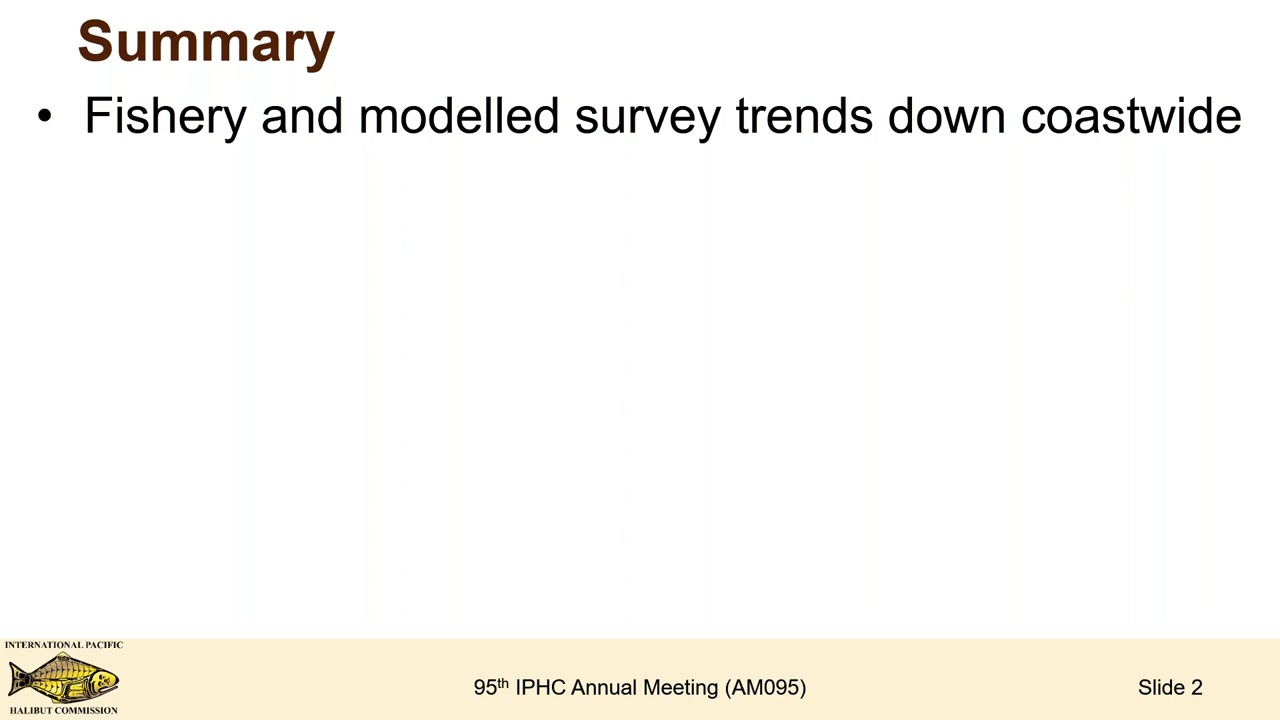 Summary
• Fishery and modelled survey trends down coastwide
INTERNATIONAL PACIFIC
HALIBUT COMMISSION
95th IPHC Annual Meeting (AM095)
Slide 2